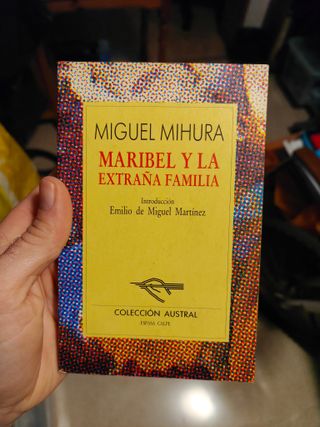 MIGUEL MIHURA
MARIBEL Y LA
EXTRAÑA FAMILIA
Introducción
Emilio de Miguel Martínez
COLECCIÓN AUSTRAL
ESPASA CALPE